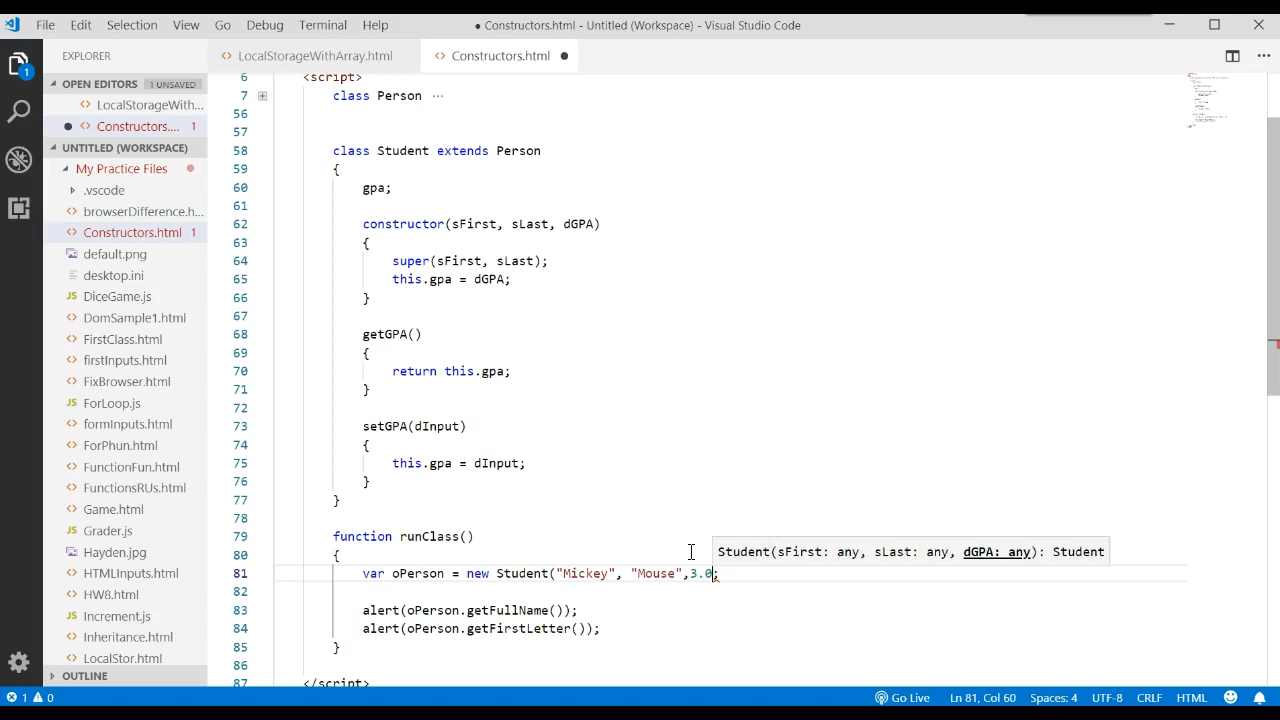 File Edit Selection View Go Debug Terminal Help
● Constructors.html - Untitled (Workspace) - Visual Studio Code
EXPLORER
LocalStorageWithArray.html
Constructors.html ●
OPEN EDITORS 1 UNSAVED
LocalStorageWith...
● Constructors.... 1
UNTITLED (WORKSPACE)
My Practice Files
.vscode
browserDifference.h...
Constructors.html 1
default.png
desktop.ini
JS DiceGame.js
DomSample1.html
FirstClass.html
firstInputs.html
FixBrowser.html
JS ForLoop.js
formInputs.html
ForPhun.html
FunctionFun.html
FunctionsRUs.html
Game.html
JS Grader.js
Hayden.jpg
HTMLInputs.html
HW8.html
JS Increment.js
Inheritance.html
LocalStor.html
OUTLINE
1
6 <script>
7 class Person ...
56
57
58 class Student extends Person
59 {
60 gpa;
61
62 constructor(sFirst, sLast, dGPA)
63 {
64 super(sFirst, sLast);
65 this.gpa = dGPA;
66 }
67
68 getGPA()
69 {
70 return this.gpa;
71 }
72
73 setGPA(dInput)
74 {
75 this.gpa = dInput;
76 }
77 }
78
79 function runClass()
80 {
Student(sFirst: any, sLast: any, dGPA: any): Student
81 var oPerson = new Student("Mickey", "Mouse",3.0;
82
83 alert(oPerson.getFullName());
84 alert(oPerson.getFirstLetter());
85 }
86
87 </script>
1 0
Go Live Ln 81, Col 60 Spaces: 4 UTF-8 CRLF HTML